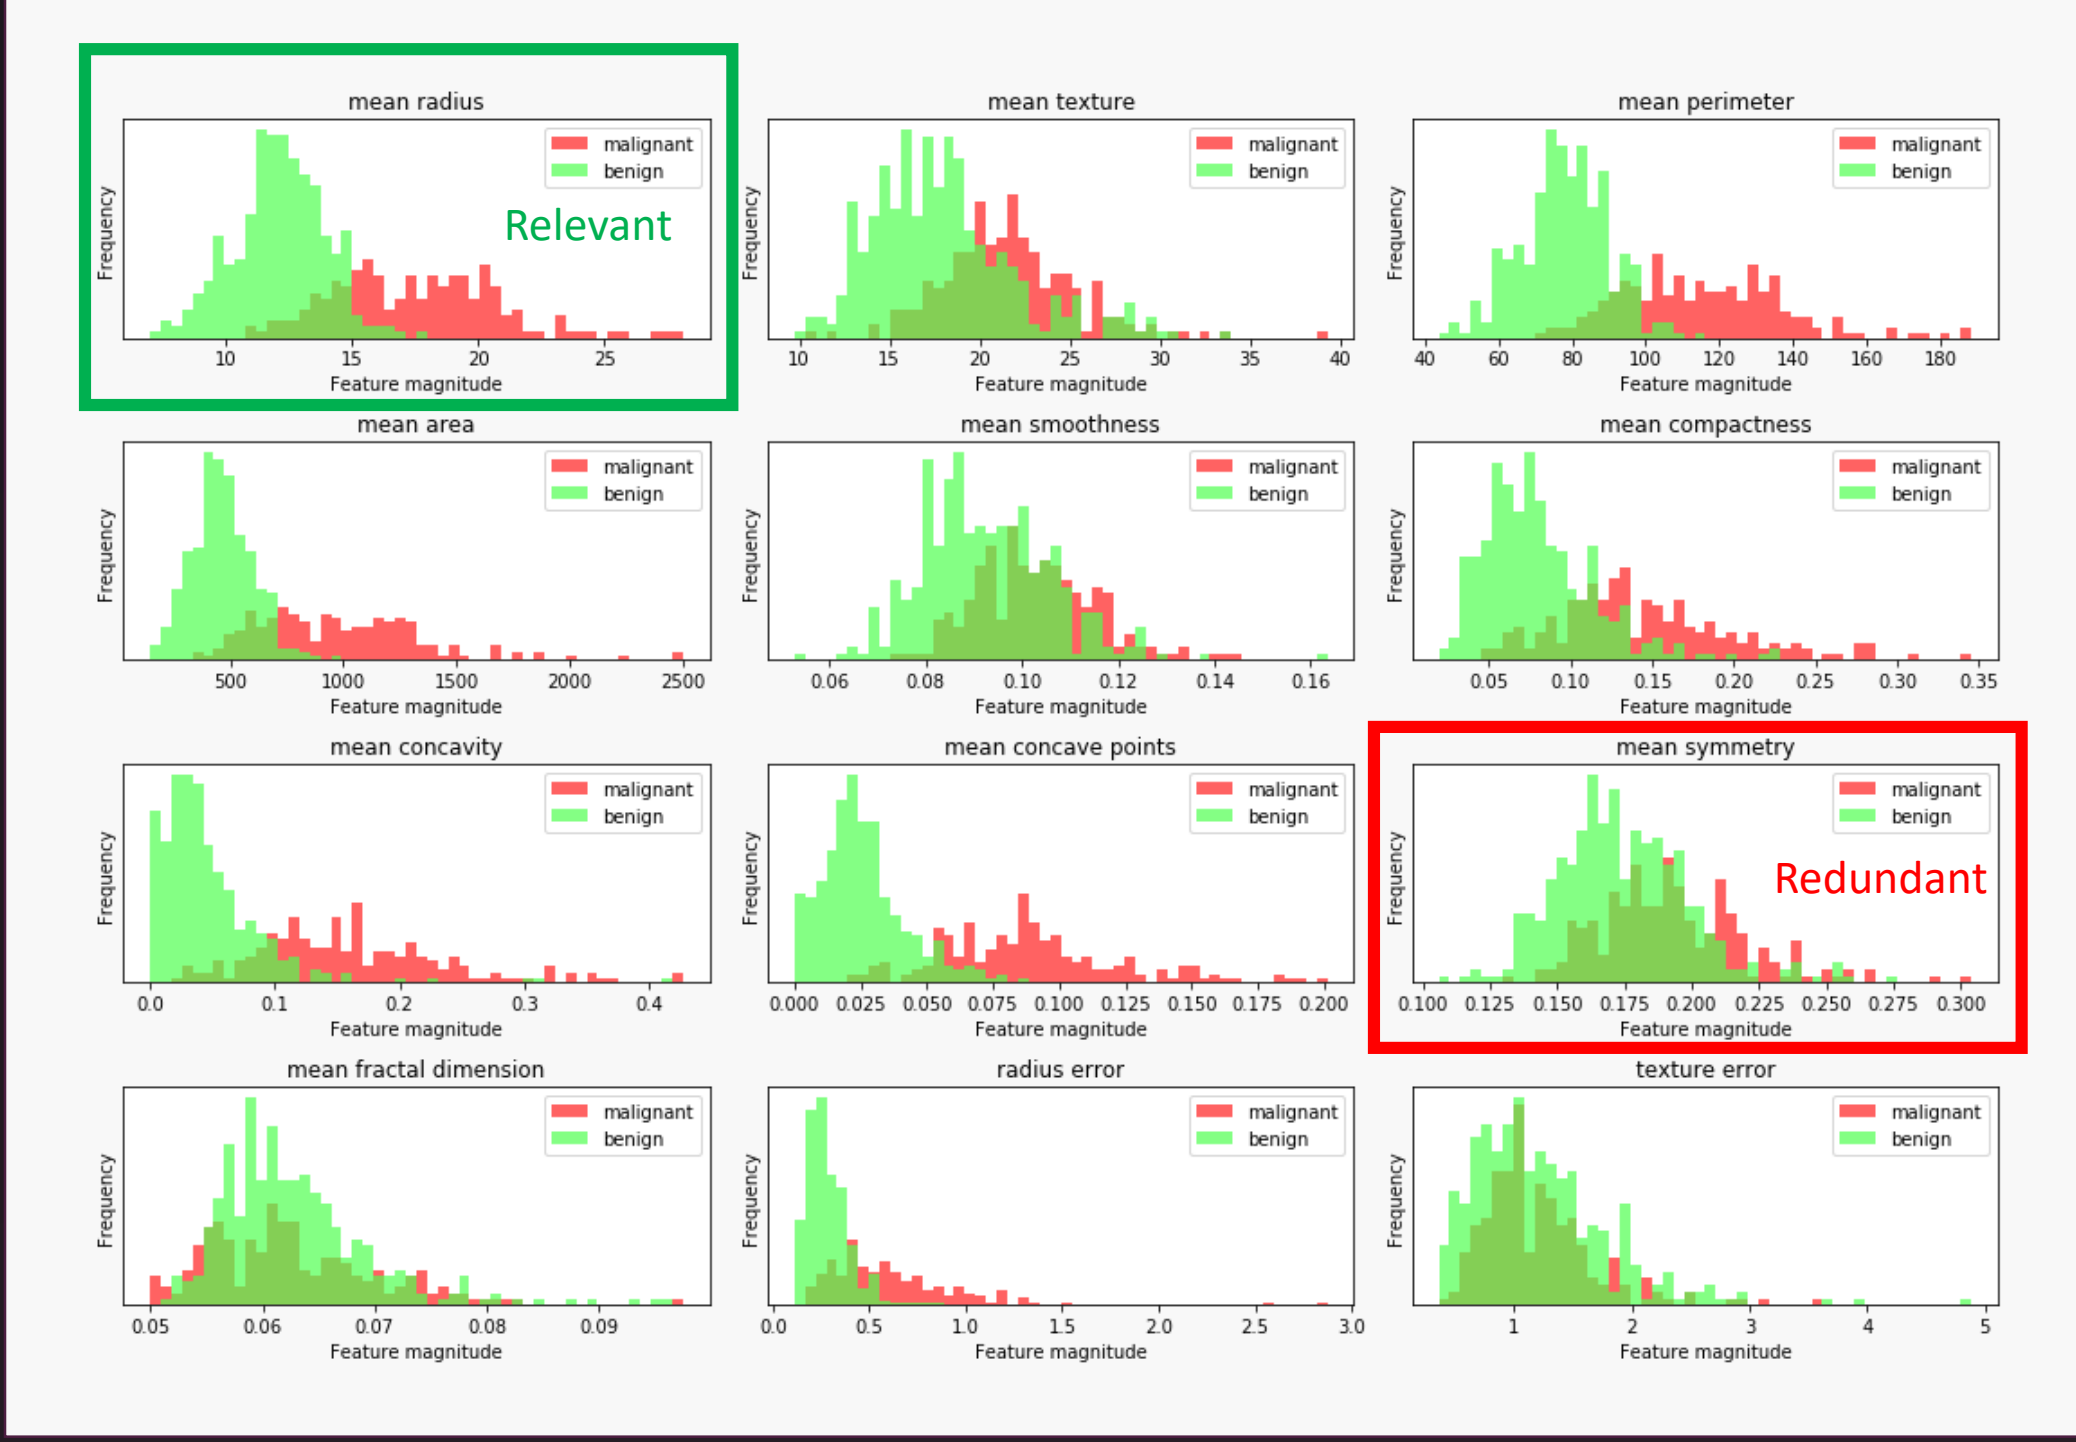 mean radius
malignant
benign
Relevant
Frequency
10 15 20 25
Feature magnitude
mean texture
malignant
benign
Frequency
10 15 20 25 30 35 40
Feature magnitude
mean perimeter
malignant
benign
Frequency
40 60 80 100 120 140 160 180
Feature magnitude
mean area
malignant
benign
Frequency
500 1000 1500 2000 2500
Feature magnitude
mean smoothness
malignant
benign
Frequency
0.06 0.08 0.10 0.12 0.14 0.16
Feature magnitude
mean compactness
malignant
benign
Frequency
0.05 0.10 0.15 0.20 0.25 0.30 0.35
Feature magnitude
mean concavity
malignant
benign
Frequency
0.0 0.1 0.2 0.3 0.4
Feature magnitude
mean concave points
malignant
benign
Frequency
0.000 0.025 0.050 0.075 0.100 0.125 0.150 0.175 0.200
Feature magnitude
mean symmetry
malignant
benign
Redundant
Frequency
0.100 0.125 0.150 0.175 0.200 0.225 0.250 0.275 0.300
Feature magnitude
mean fractal dimension
malignant
benign
Frequency
0.05 0.06 0.07 0.08 0.09
Feature magnitude
radius error
malignant
benign
Frequency
0.0 0.5 1.0 1.5 2.0 2.5 3.0
Feature magnitude
texture error
malignant
benign
Frequency
1 2 3 4 5
Feature magnitude